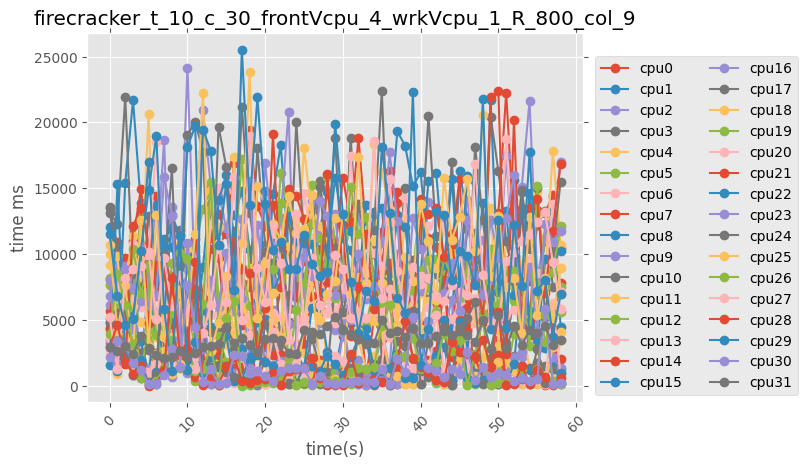 firecracker_t_10_c_30_frontVcpu_4_wrkVcpu_1_R_800_col_9
time ms
25000
20000
15000
10000
5000
0
0
10
20
30
40
50
60
time(s)
cpu0
cpu1
cpu2
cpu3
cpu4
cpu5
cpu6
cpu7
cpu8
cpu9
cpu10
cpu11
cpu12
cpu13
cpu14
cpu15
cpu16
cpu17
cpu18
cpu19
cpu20
cpu21
cpu22
cpu23
cpu24
cpu25
cpu26
cpu27
cpu28
cpu29
cpu30
cpu31